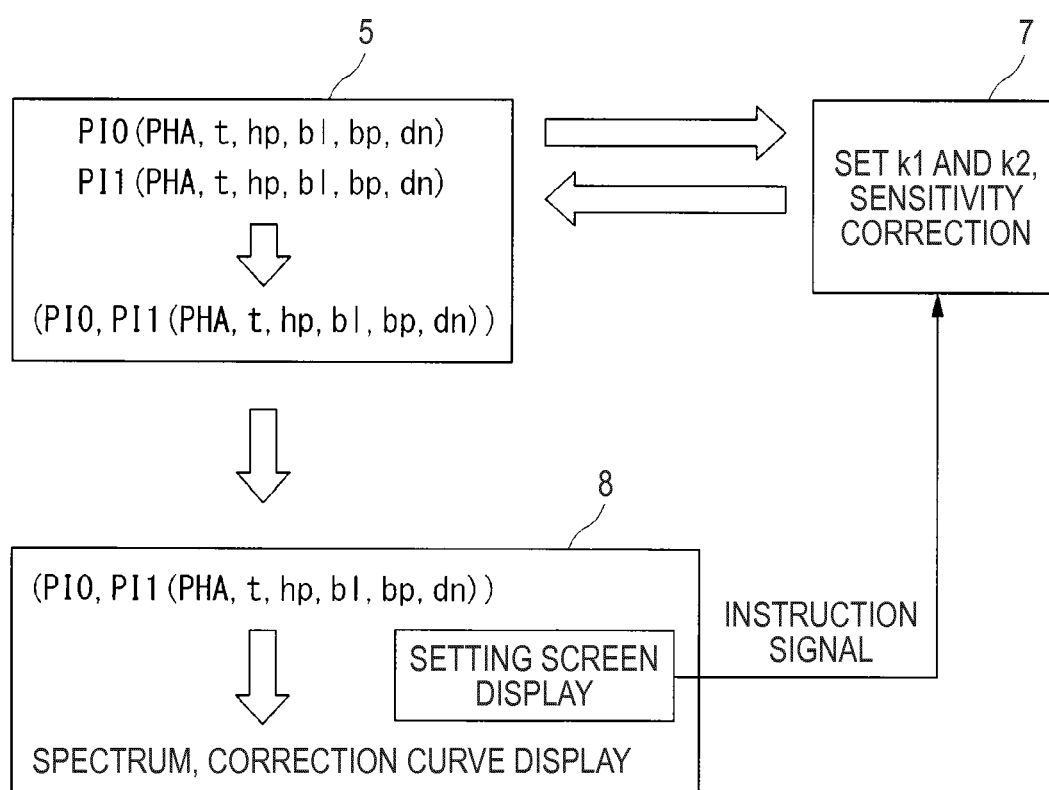 5
7
PI0(PHA, t, hp, bl, bp, dn)
PI1(PHA, t, hp, bl, bp, dn)
(PI0, PI1(PHA, t, hp, bl, bp, dn))
SET k1 AND k2,
SENSITIVITY
CORRECTION
8
(PI0, PI1(PHA, t, hp, bl, bp, dn))
SETTING SCREEN
DISPLAY
INSTRUCTION
SIGNAL
SPECTRUM, CORRECTION CURVE DISPLAY